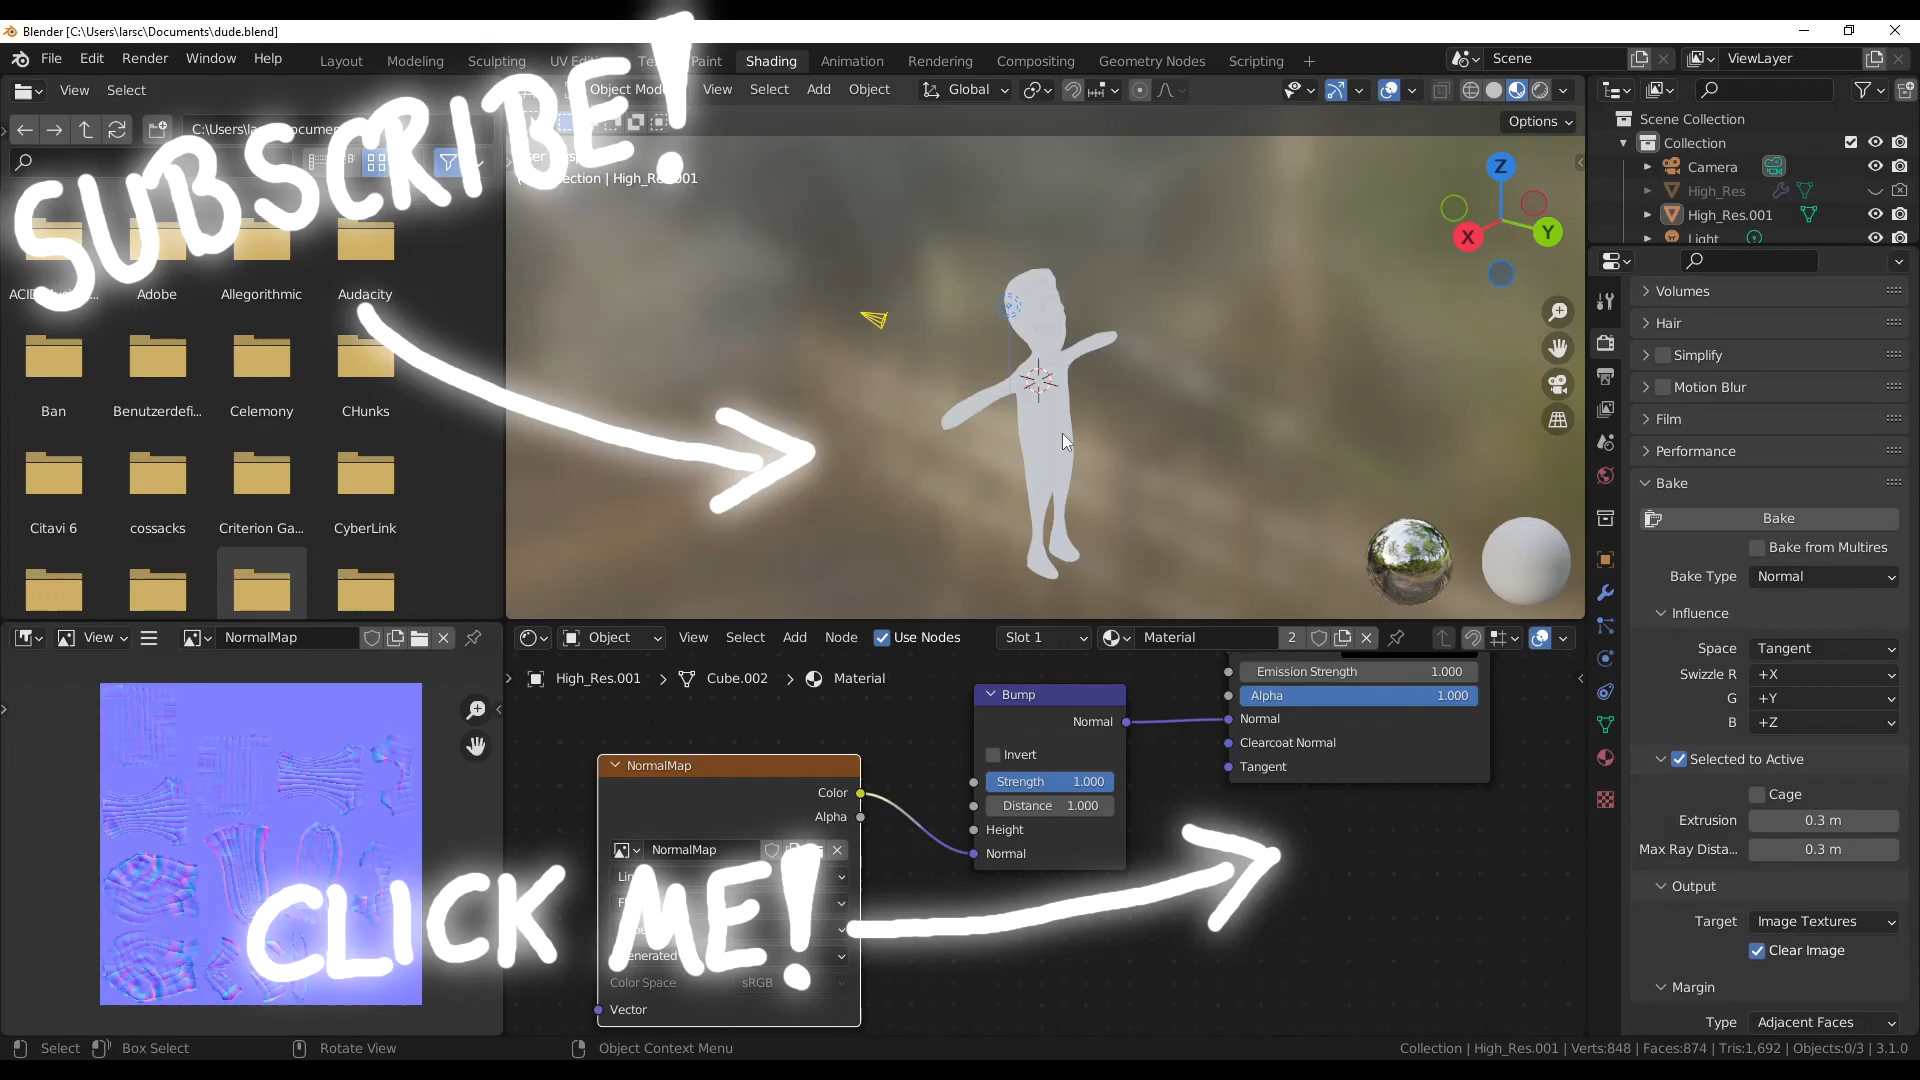 Blender [C:\Users\larsc\Documents\dude.blend]
File Edit Render Window Help
Layout Modeling Sculpting Paint Shading Animation Rendering Compositing Geometry Nodes Scripting +
Scene
ViewLayer
View Select
SUBSCRIBE!
View Select Add Object
Global
Options
Collection | High_Res.001
Z
Y
X
Adobe Allegorithmic Audacity
Ban Benutzerdefi... Celemony CHunks
Citavi 6 cossacks Criterion Ga... CyberLink
Scene Collection
Collection
Camera
High_Res
High_Res.001
Light
Volumes
Hair
Simplify
Motion Blur
Film
Performance
Bake
Bake
Bake from Multires
Bake Type Normal
Influence
Space Tangent
Swizzle R +X
G +Y
B +Z
Selected to Active
Cage
Extrusion 0.3 m
Max Ray Dista... 0.3 m
Output
Target Image Textures
Clear Image
Margin
Type Adjacent Faces
View
NormalMap
Object View Select Add Node Use Nodes Slot 1 Material 2
High_Res.001 > Cube.002 > Material
NormalMap
Color
Alpha
NormalMap
Color Space sRGB
Vector
Bump
Normal
Invert
Strength 1.000
Distance 1.000
Height
Normal
Emission Strength 1.000
Alpha 1.000
Normal
Clearcoat Normal
Tangent
CLICK ME!
Select Box Select Rotate View Object Context Menu
Collection | High_Res.001 | Verts:848 | Faces:874 | Tris:1,692 | Objects:0/3 | 3.1.0